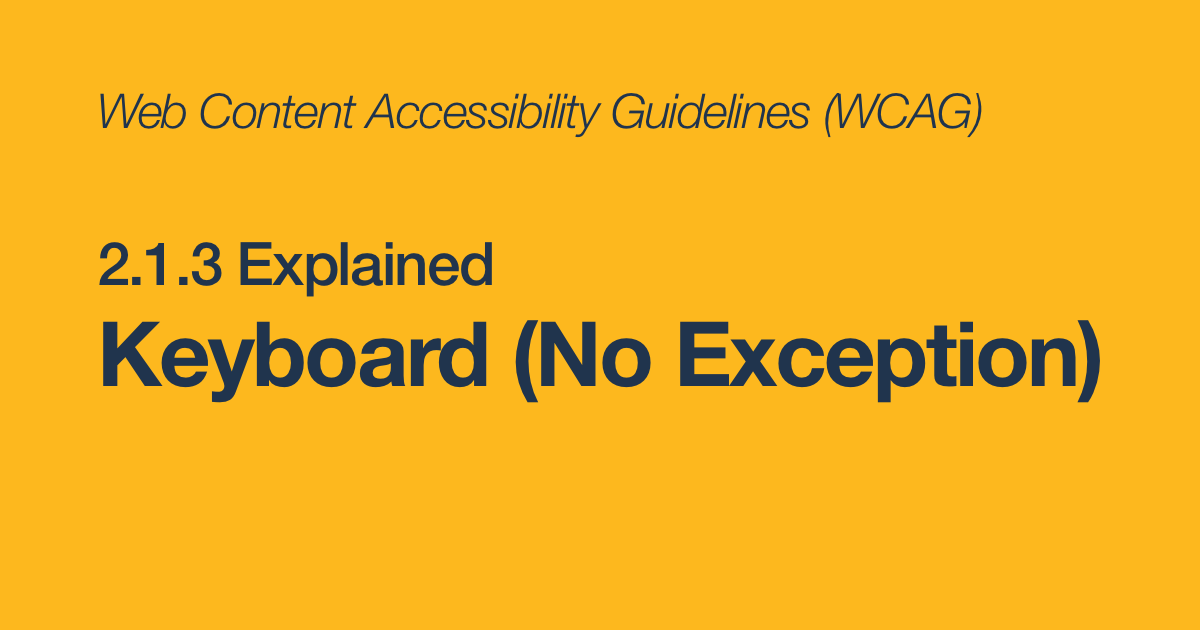 Web Content Accessibility Guidelines (WCAG)
2.1.3 Explained
Keyboard (No Exception)